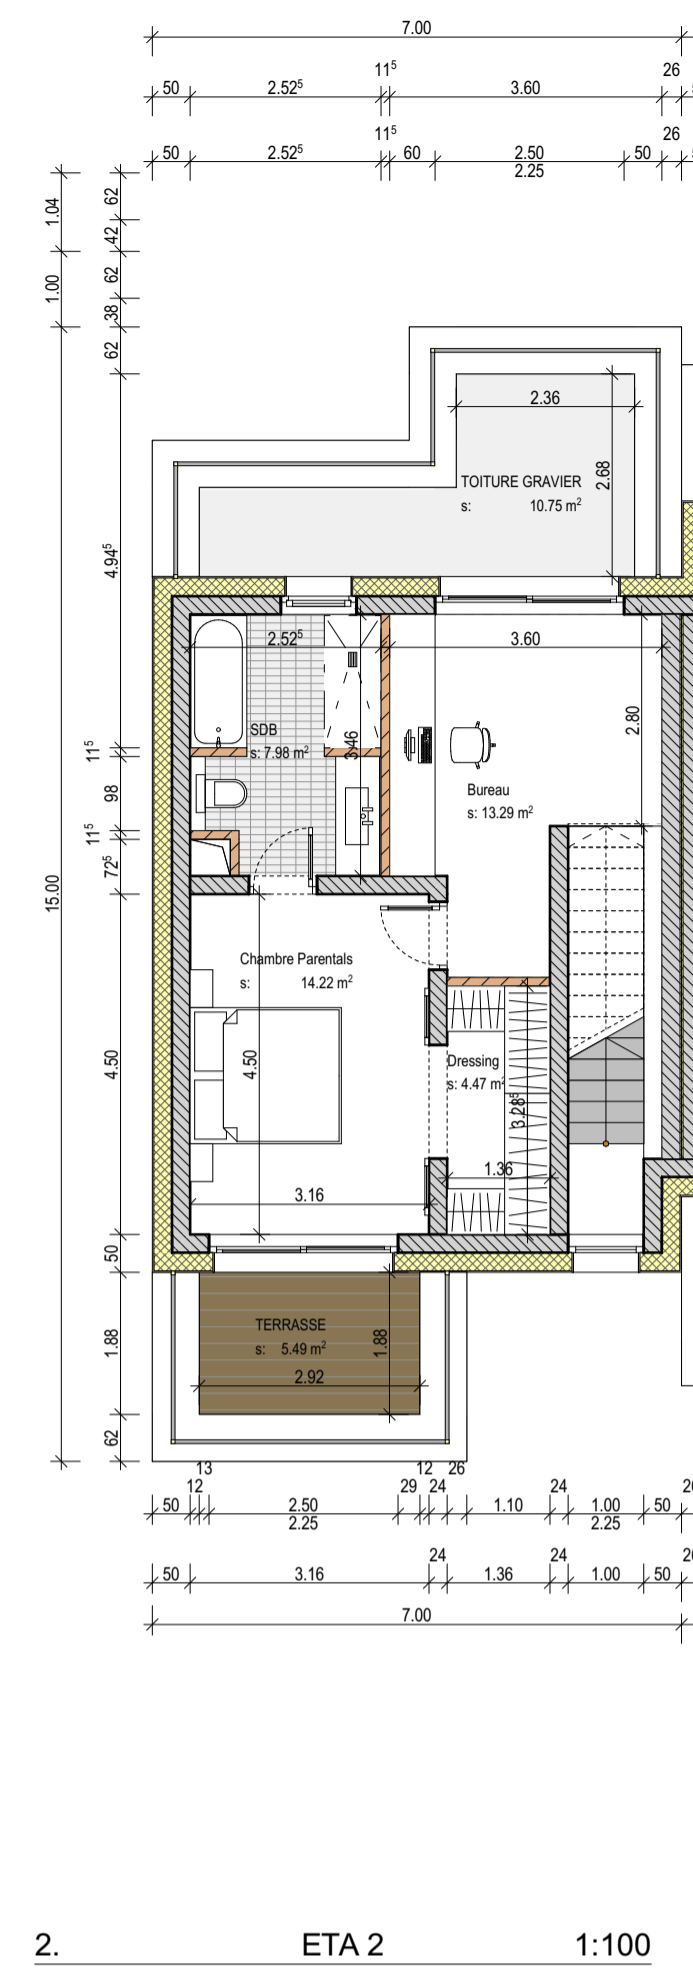 7.00
11⁵ 26
50 2.52⁵ 3.60
11⁵ 26
50 2.52⁵ 60 2.50 50
2.25
1.04
1.00
15.00
62
42
62
38
62
4.94⁵
11⁵
98
11⁵
72⁵
4.50
50
1.88
62
2.36
2.68
TOITURE GRAVIER
s: 10.75 m²
2.52⁵ 3.60
2.80
SDB
s: 7.98 m²
3.46
Bureau
s: 13.29 m²
Chambre Parentals
s: 14.22 m²
4.50
Dressing
s: 4.47 m²
3.28⁵
1.36
3.16
TERRASSE
s: 5.49 m²
1.88
2.92
13 12 26
12 29 24 24
50 2.50 1.10 1.00 50
2.25 2.25
24 24
50 3.16 1.36 1.00 50
7.00
2. ETA 2 1:100